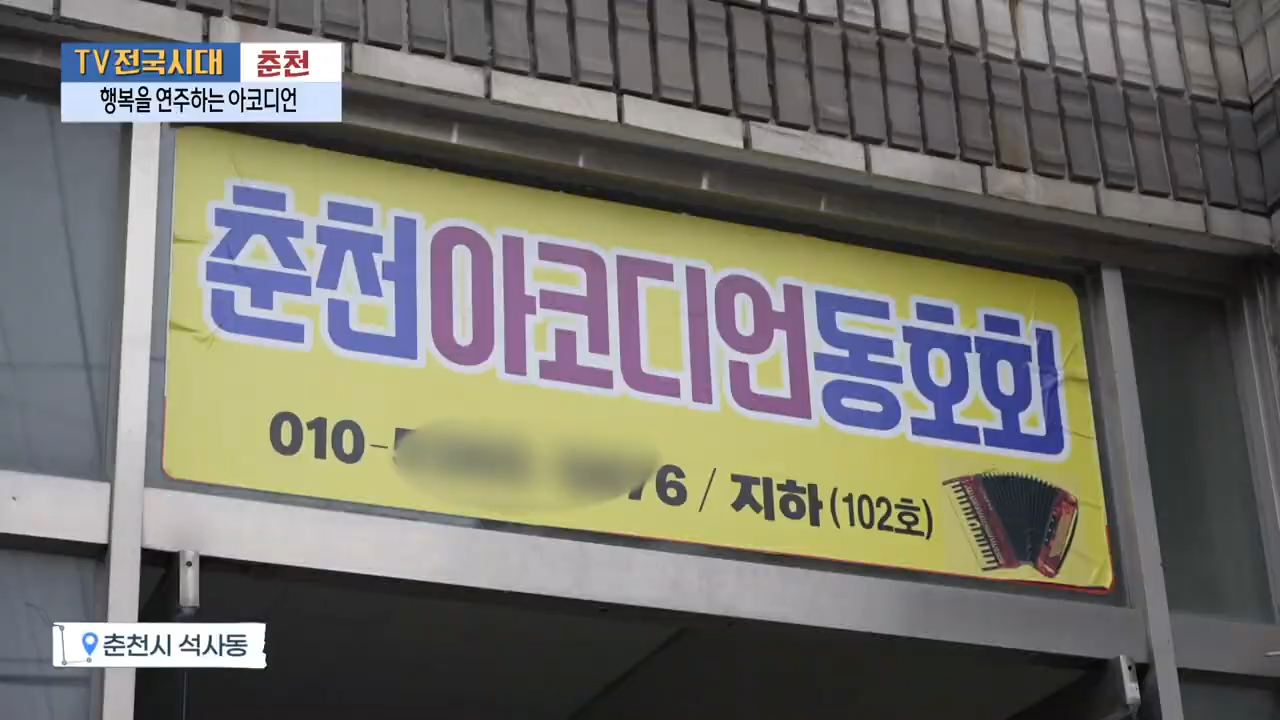 TV전국시대 춘천
행복을 연주하는 아코디언
춘천아코디언동호회
010- 76 / 지하(102호)
춘천시 석사동